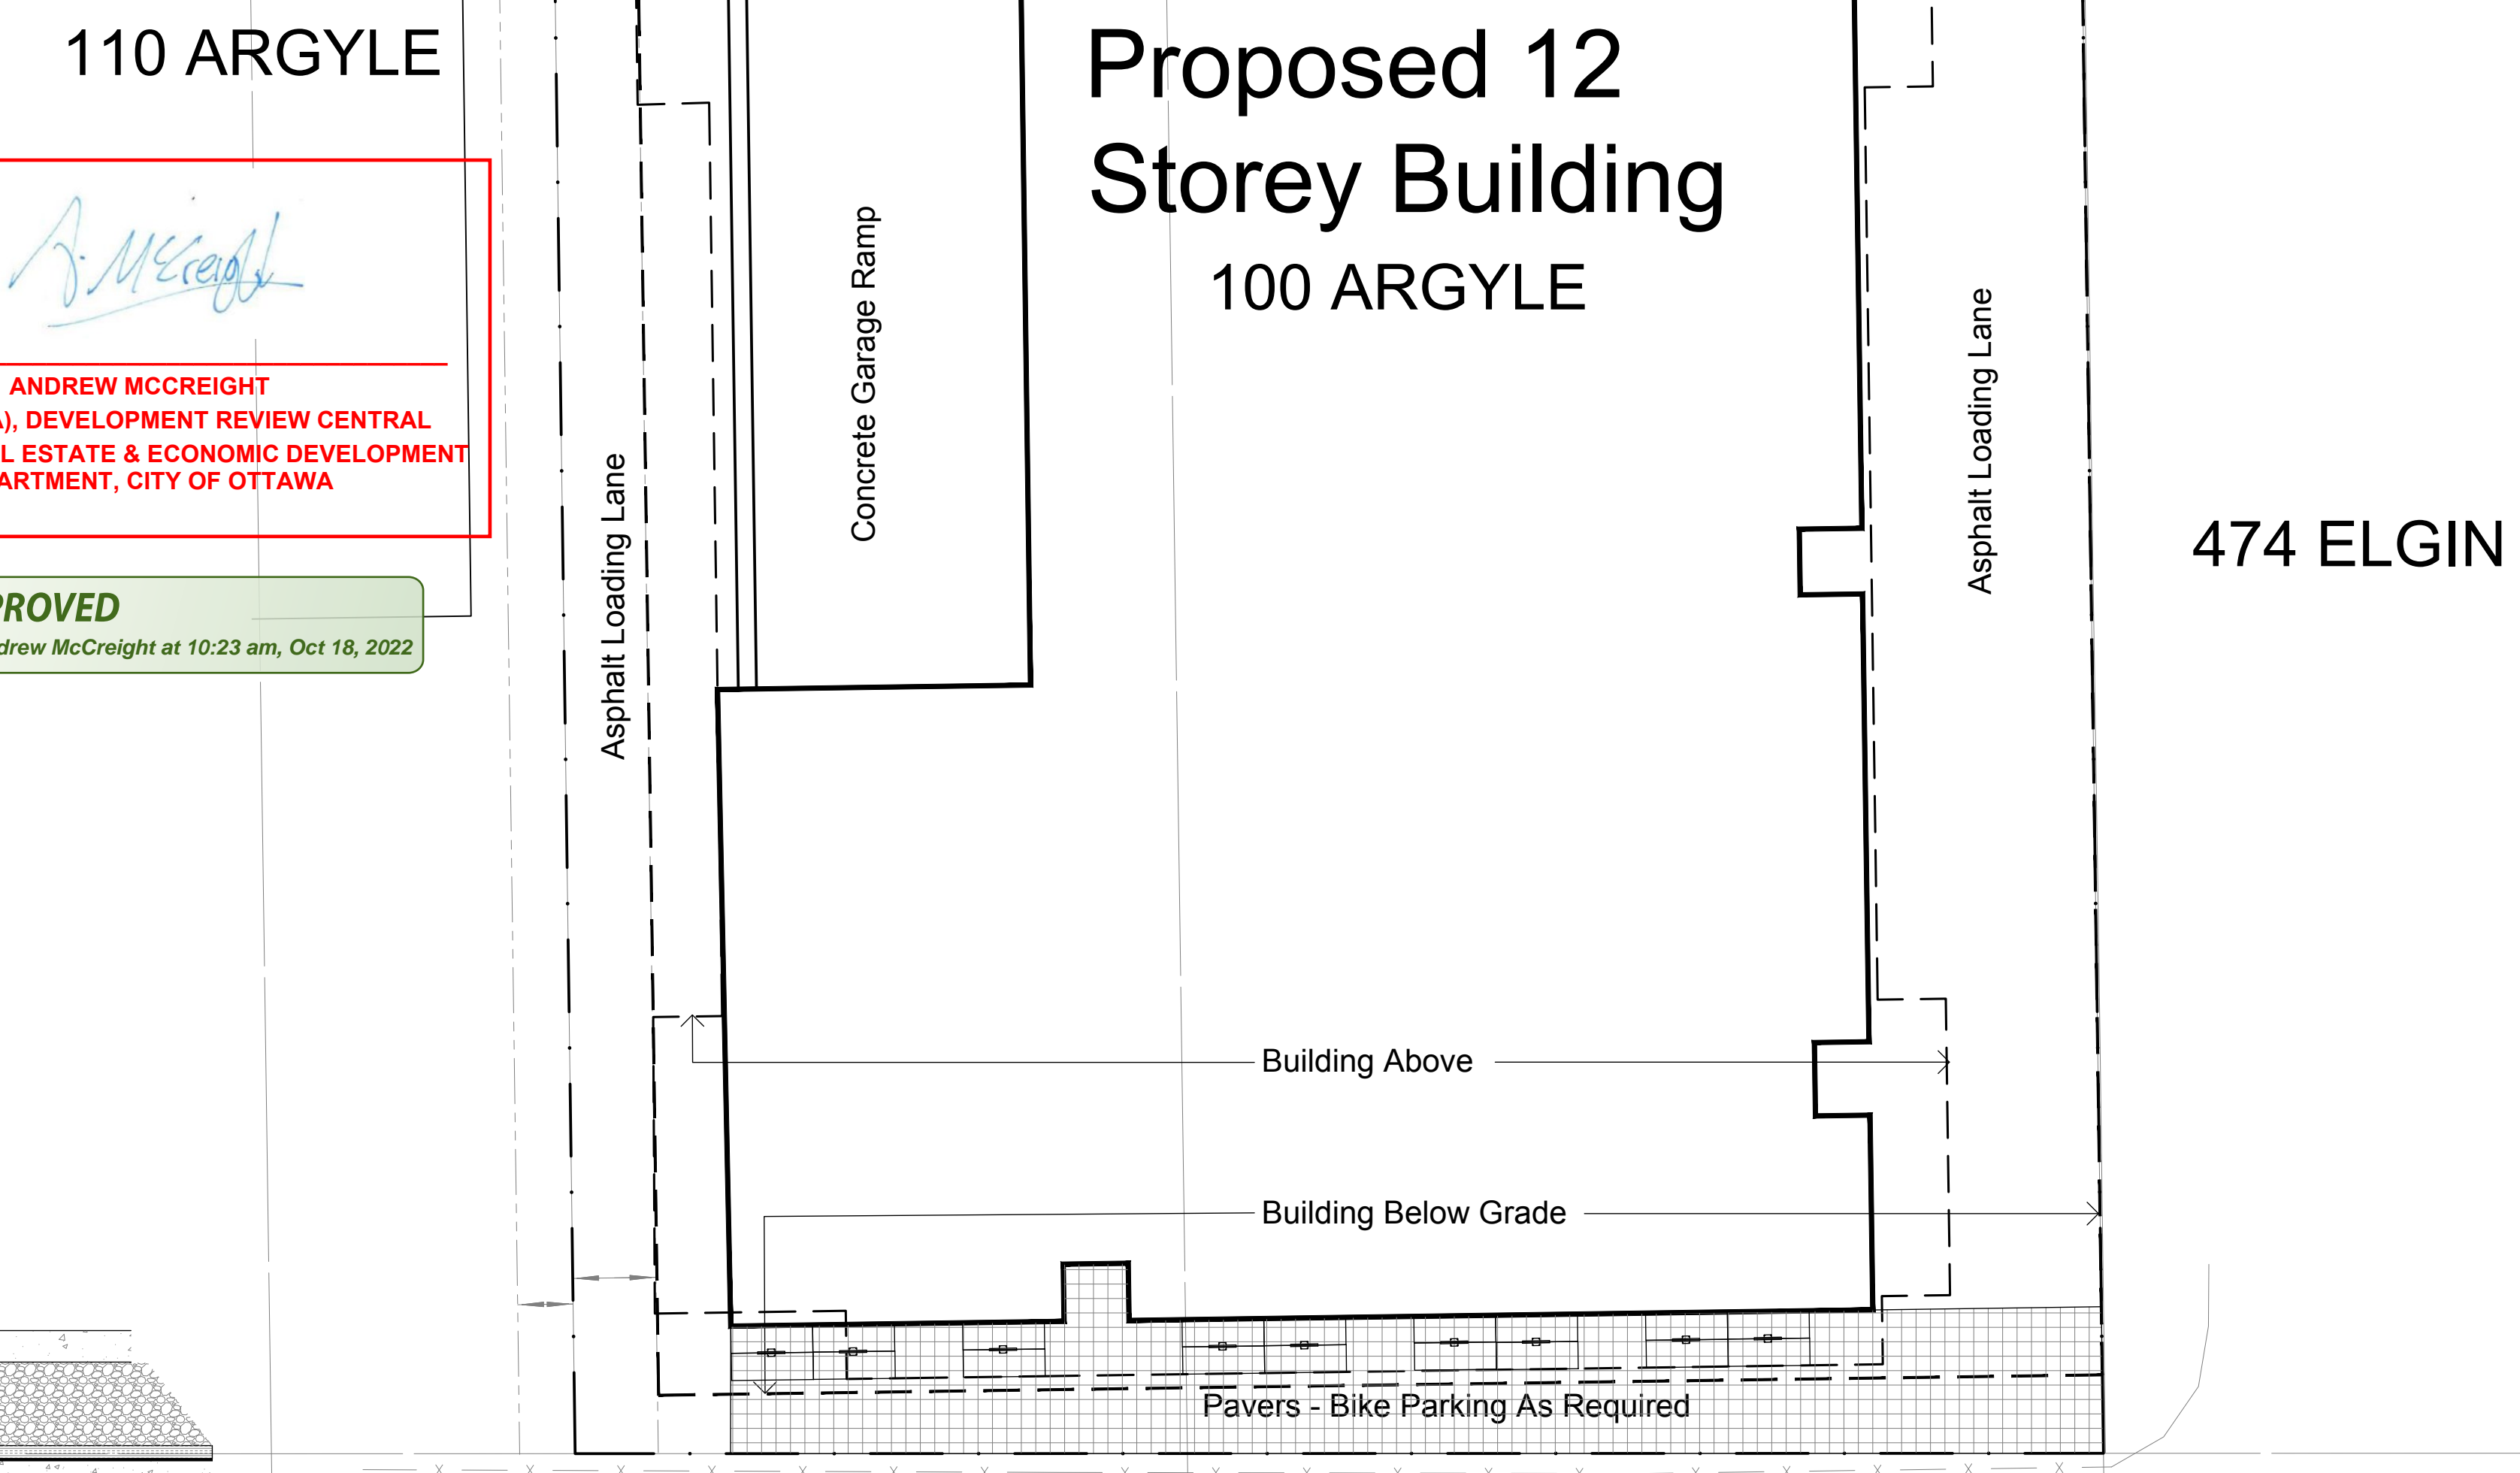 110 ARGYLE
Proposed 12
Storey Building
100 ARGYLE
A. McCreight
ANDREW MCCREIGHT
), DEVELOPMENT REVIEW CENTRAL
L ESTATE & ECONOMIC DEVELOPMENT
ARTMENT, CITY OF OTTAWA
PROVED
drew McCreight at 10:23 am, Oct 18, 2022
Asphalt Loading Lane
Concrete Garage Ramp
Asphalt Loading Lane
474 ELGIN
Building Above
Building Below Grade
Pavers - Bike Parking As Required